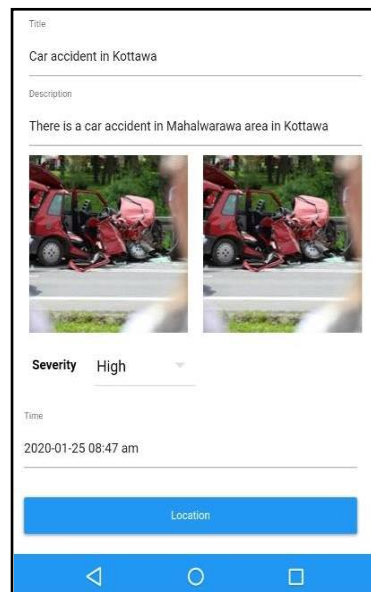 Title
Car accident in Kottawa
Description
There is a car accident in Mahalwarawa area in Kottawa
Severity High
Time
2020-01-25 08:47 am
Location